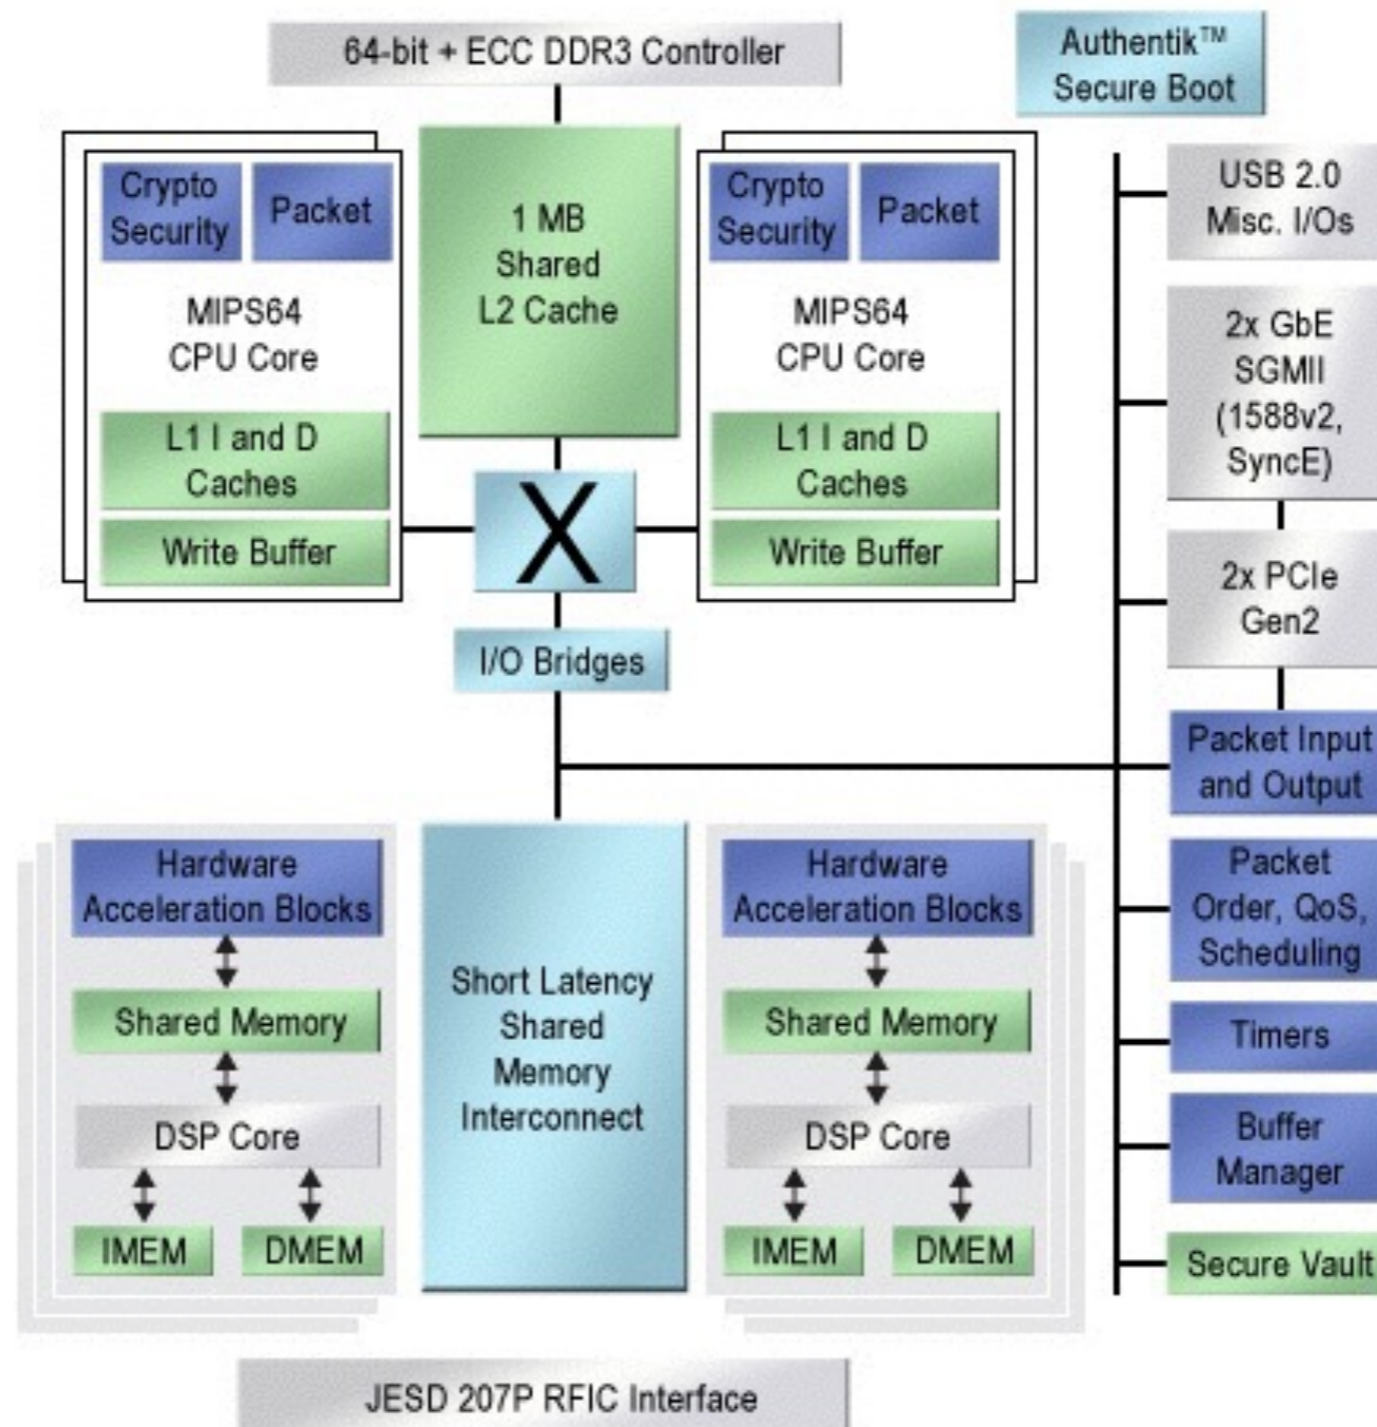 64-bit + ECC DDR3 Controller
Authentik™
Secure Boot
Crypto
Security
Packet
MIPS64
CPU Core
L1 I and D
Caches
Write Buffer
1 MB
Shared
L2 Cache
X
I/O Bridges
Crypto
Security
Packet
MIPS64
CPU Core
L1 I and D
Caches
Write Buffer
USB 2.0
Misc. I/Os
2x GbE
SGMII
(1588v2,
SyncE)
2x PCIe
Gen2
Packet Input
and Output
Packet
Order, QoS,
Scheduling
Timers
Buffer
Manager
Secure Vault
Hardware
Acceleration Blocks
Shared Memory
DSP Core
IMEM
DMEM
Short Latency
Shared
Memory
Interconnect
Hardware
Acceleration Blocks
Shared Memory
DSP Core
IMEM
DMEM
JESD 207P RFIC Interface